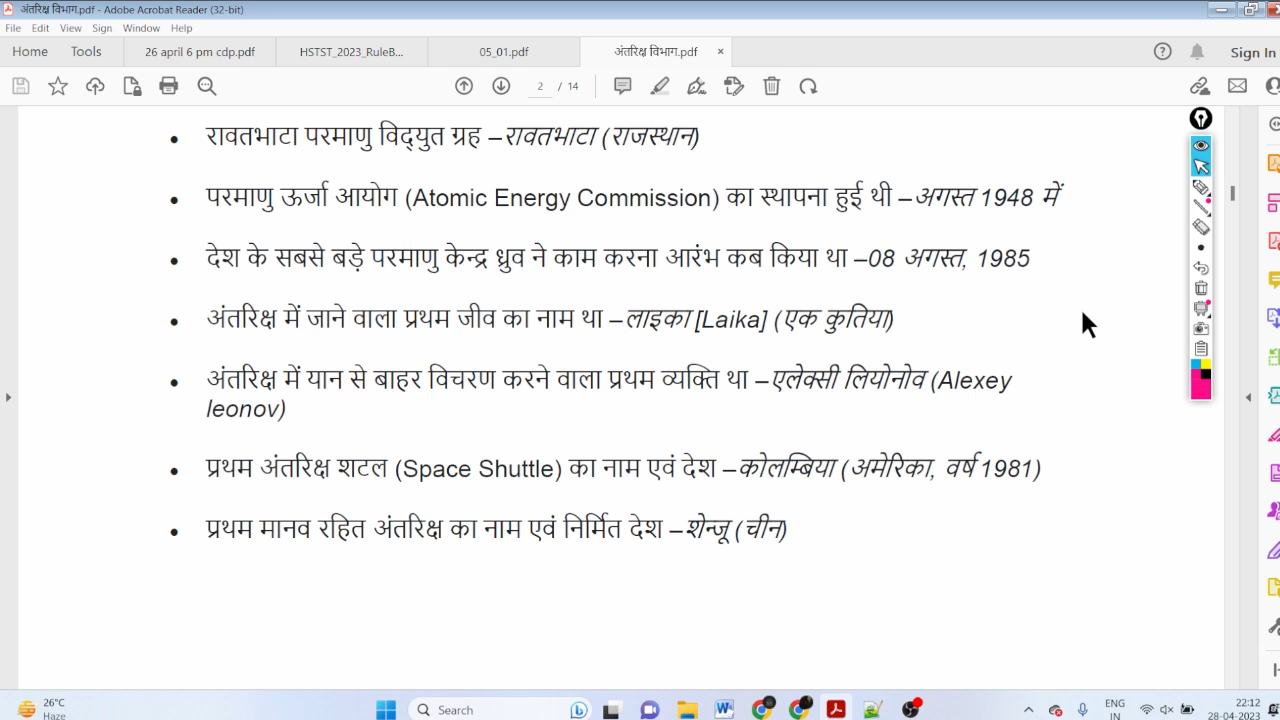 अंतरिक्ष विभाग.pdf - Adobe Acrobat Reader (32-bit)
File Edit View Sign Window Help
Home Tools 26 april 6 pm cdp.pdf HSTST_2023_RuleB... 05_01.pdf अंतरिक्ष विभाग.pdf × Sign In
2 / 14
• रावतभाटा परमाणु विद्युत ग्रह –रावतभाटा (राजस्थान)
• परमाणु ऊर्जा आयोग (Atomic Energy Commission) का स्थापना हुई थी –अगस्त 1948 में
• देश के सबसे बड़े परमाणु केन्द्र ध्रुव ने काम करना आरंभ कब किया था –08 अगस्त, 1985
• अंतरिक्ष में जाने वाला प्रथम जीव का नाम था –लाइका [Laika] (एक कुतिया)
• अंतरिक्ष में यान से बाहर विचरण करने वाला प्रथम व्यक्ति था –एलेक्सी लियोनोव (Alexey
leonov)
• प्रथम अंतरिक्ष शटल (Space Shuttle) का नाम एवं देश –कोलम्बिया (अमेरिका, वर्ष 1981)
• प्रथम मानव रहित अंतरिक्ष का नाम एवं निर्मित देश –शेन्जू (चीन)
26°C
Haze
Search
ENG
IN
22:12
28-04-2023